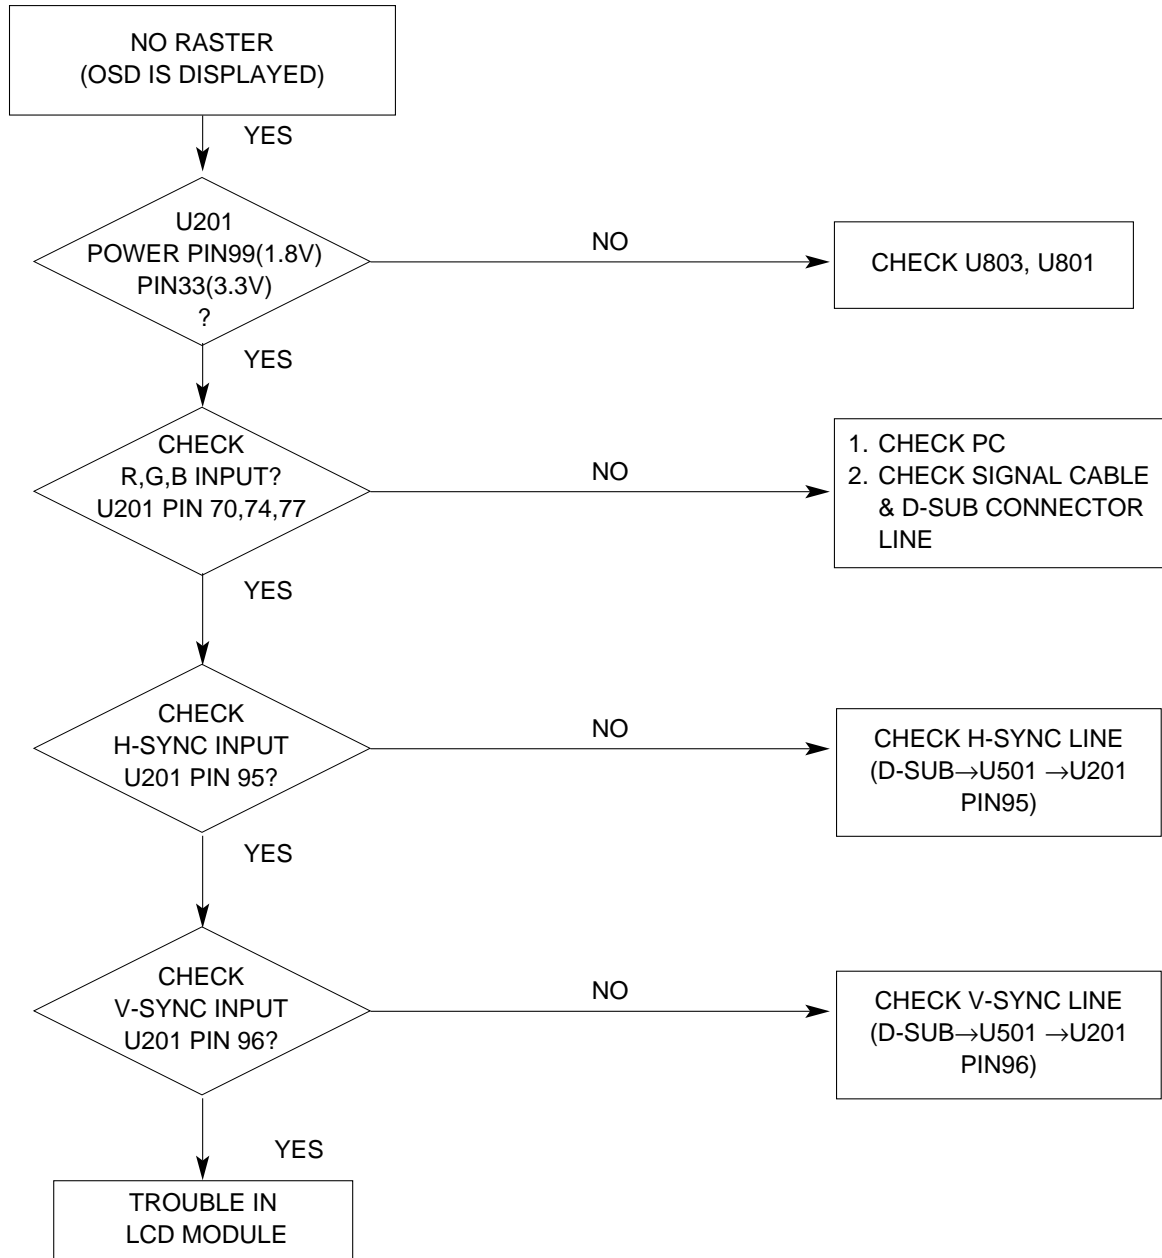 NO RASTER
(OSD IS DISPLAYED)
YES
U201
POWER PIN99(1.8V)
PIN33(3.3V)
?
NO
CHECK U803, U801
YES
CHECK
R,G,B INPUT?
U201 PIN 70,74,77
NO
1. CHECK PC
2. CHECK SIGNAL CABLE
& D-SUB CONNECTOR
LINE
YES
CHECK
H-SYNC INPUT
U201 PIN 95?
NO
CHECK H-SYNC LINE
(D-SUB→U501 →U201
PIN95)
YES
CHECK
V-SYNC INPUT
U201 PIN 96?
NO
CHECK V-SYNC LINE
(D-SUB→U501 →U201
PIN96)
YES
TROUBLE IN
LCD MODULE